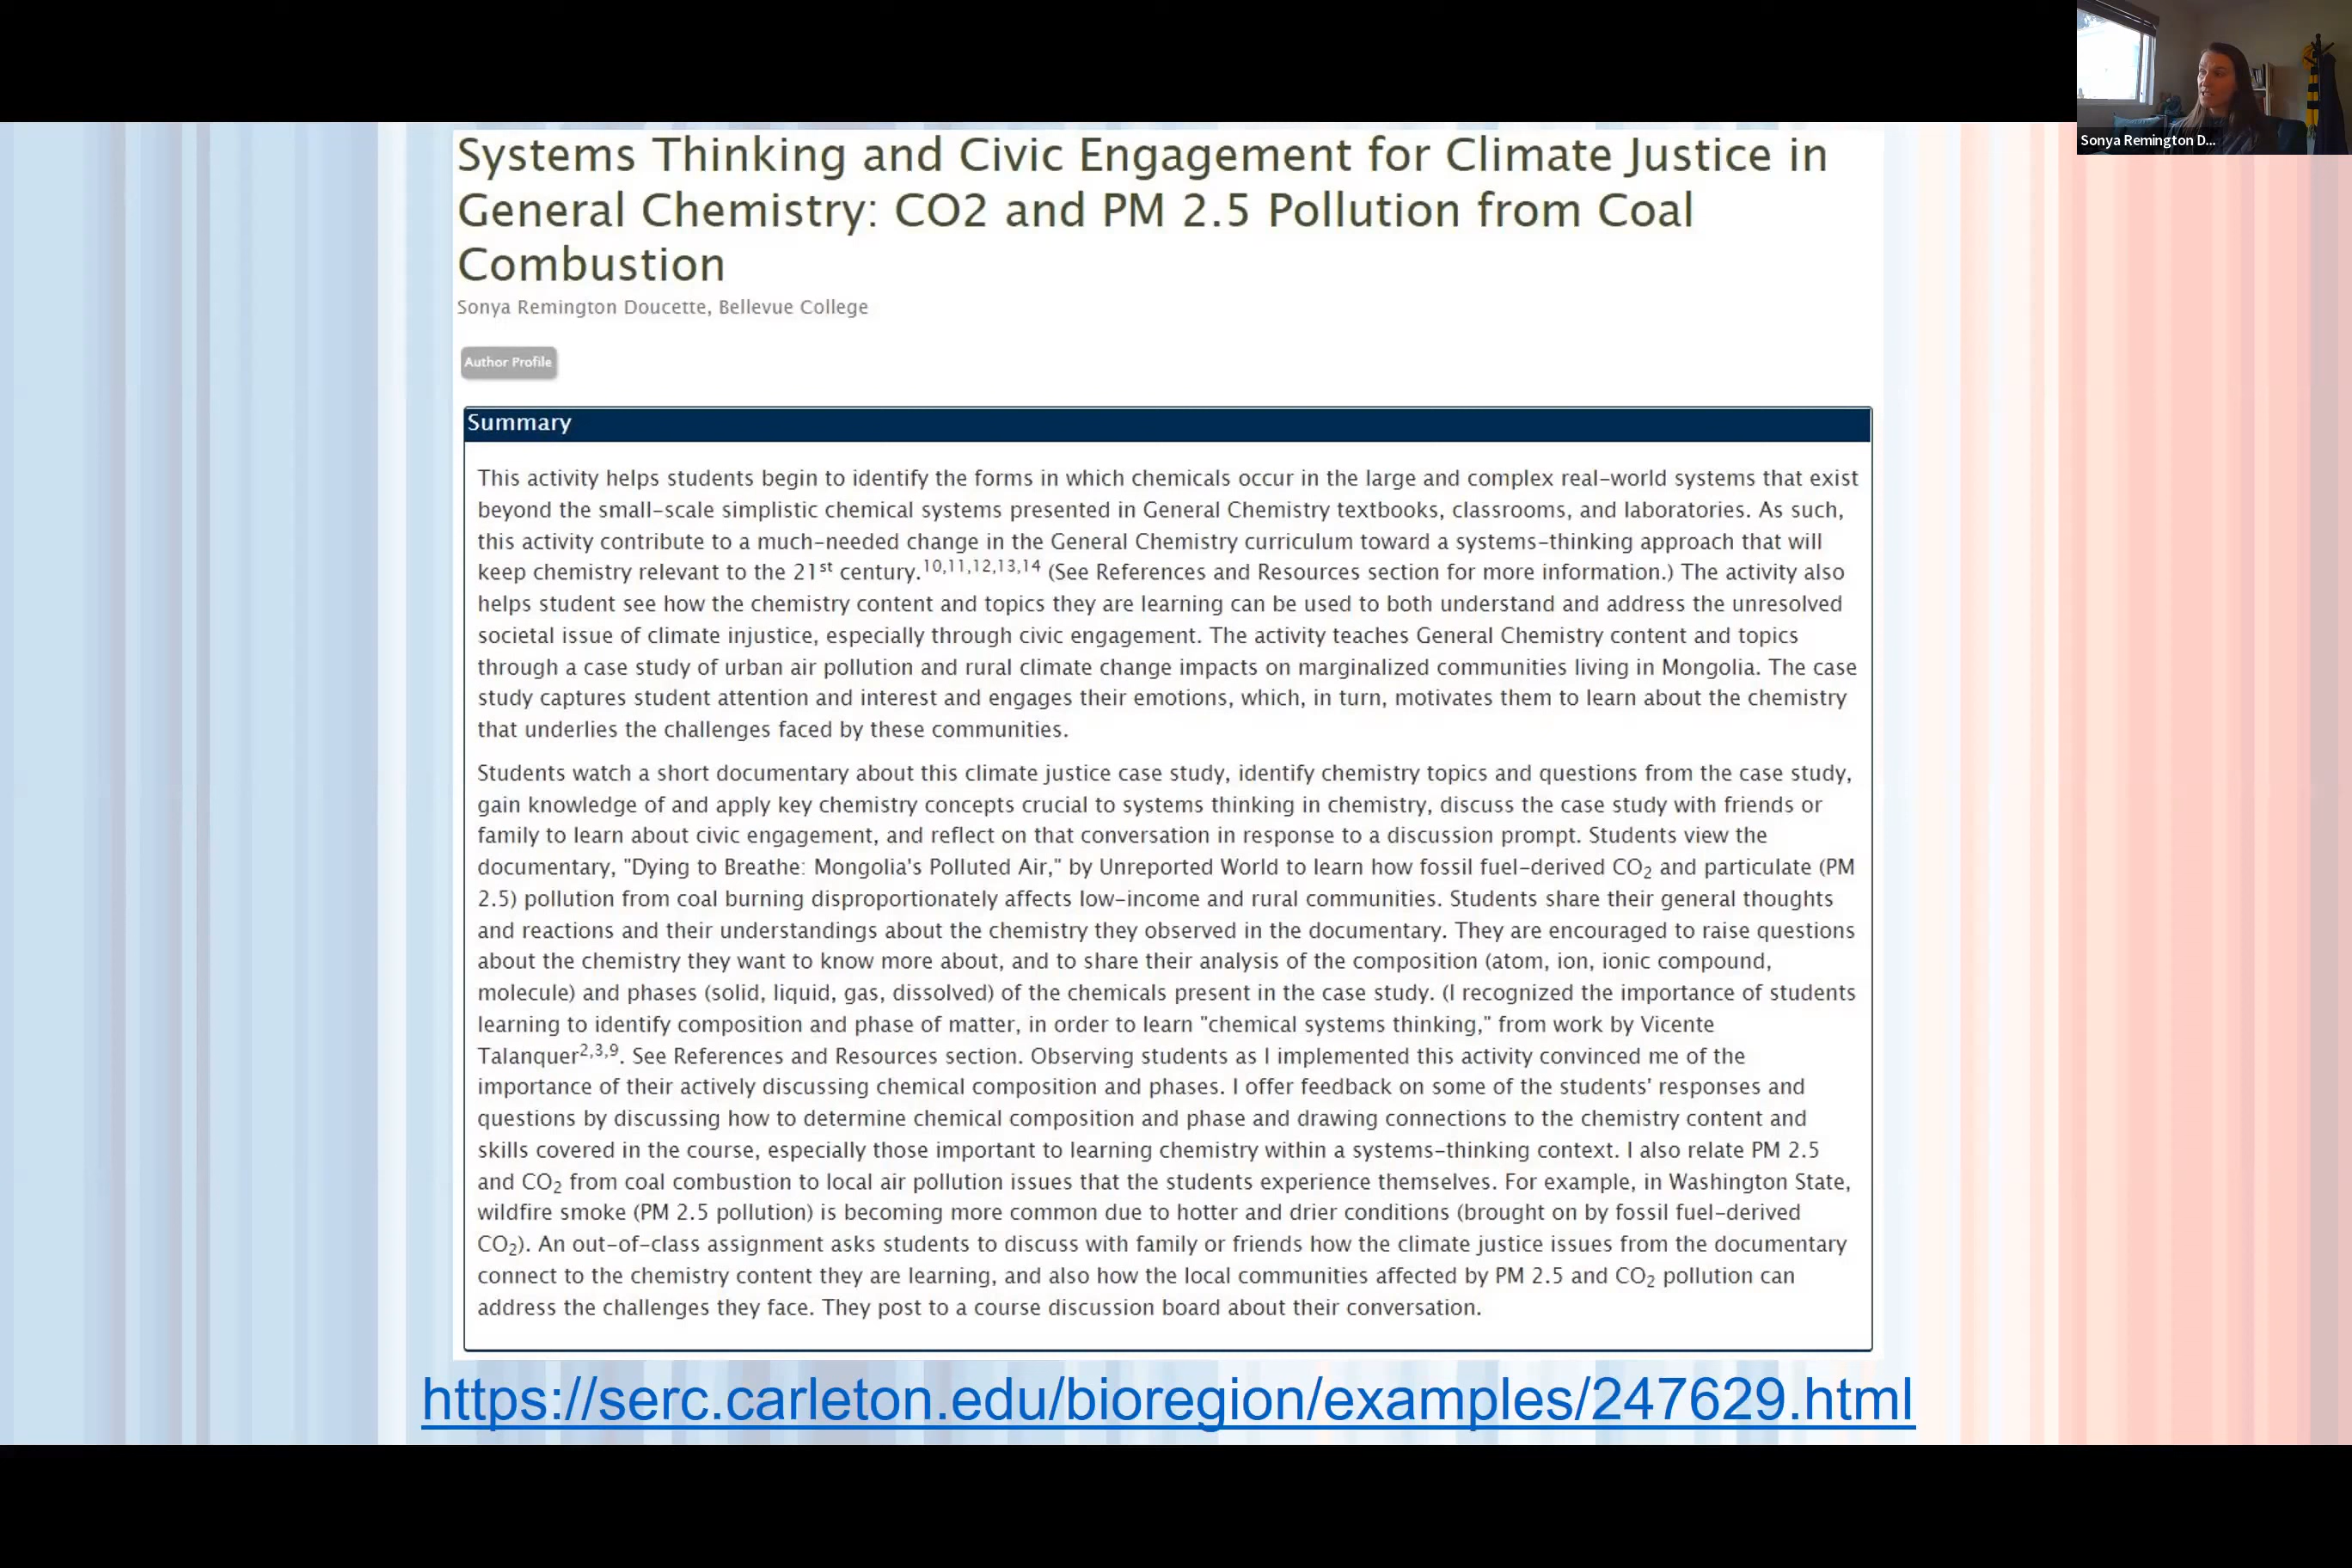 Sonya Remington D...
Systems Thinking and Civic Engagement for Climate Justice in
General Chemistry: CO2 and PM 2.5 Pollution from Coal
Combustion
Sonya Remington Doucette, Bellevue College
Author Profile
Summary
This activity helps students begin to identify the forms in which chemicals occur in the large and complex real-world systems that exist
beyond the small-scale simplistic chemical systems presented in General Chemistry textbooks, classrooms, and laboratories. As such,
this activity contribute to a much-needed change in the General Chemistry curriculum toward a systems-thinking approach that will
keep chemistry relevant to the 21st century.10,11,12,13,14 (See References and Resources section for more information.) The activity also
helps student see how the chemistry content and topics they are learning can be used to both understand and address the unresolved
societal issue of climate injustice, especially through civic engagement. The activity teaches General Chemistry content and topics
through a case study of urban air pollution and rural climate change impacts on marginalized communities living in Mongolia. The case
study captures student attention and interest and engages their emotions, which, in turn, motivates them to learn about the chemistry
that underlies the challenges faced by these communities.
Students watch a short documentary about this climate justice case study, identify chemistry topics and questions from the case study,
gain knowledge of and apply key chemistry concepts crucial to systems thinking in chemistry, discuss the case study with friends or
family to learn about civic engagement, and reflect on that conversation in response to a discussion prompt. Students view the
documentary, "Dying to Breathe: Mongolia's Polluted Air," by Unreported World to learn how fossil fuel-derived CO2 and particulate (PM
2.5) pollution from coal burning disproportionately affects low-income and rural communities. Students share their general thoughts
and reactions and their understandings about the chemistry they observed in the documentary. They are encouraged to raise questions
about the chemistry they want to know more about, and to share their analysis of the composition (atom, ion, ionic compound,
molecule) and phases (solid, liquid, gas, dissolved) of the chemicals present in the case study. (I recognized the importance of students
learning to identify composition and phase of matter, in order to learn "chemical systems thinking," from work by Vicente
Talanquer2,3,9. See References and Resources section. Observing students as I implemented this activity convinced me of the
importance of their actively discussing chemical composition and phases. I offer feedback on some of the students' responses and
questions by discussing how to determine chemical composition and phase and drawing connections to the chemistry content and
skills covered in the course, especially those important to learning chemistry within a systems-thinking context. I also relate PM 2.5
and CO2 from coal combustion to local air pollution issues that the students experience themselves. For example, in Washington State,
wildfire smoke (PM 2.5 pollution) is becoming more common due to hotter and drier conditions (brought on by fossil fuel-derived
CO2). An out-of-class assignment asks students to discuss with family or friends how the climate justice issues from the documentary
connect to the chemistry content they are learning, and also how the local communities affected by PM 2.5 and CO2 pollution can
address the challenges they face. They post to a course discussion board about their conversation.
https://serc.carleton.edu/bioregion/examples/247629.html